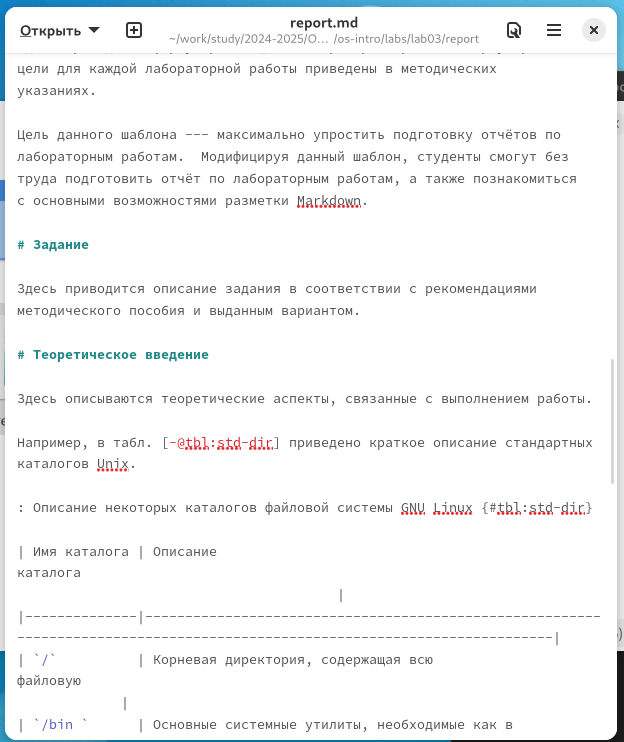 Открыть
report.md
~/work/study/2024-2025/О… /os-intro/labs/lab03/report
цели для каждой лабораторной работы приведены в методических
указаниях.
Цель данного шаблона --- максимально упростить подготовку отчётов по
лабораторным работам.  Модифицируя данный шаблон, студенты смогут без
труда подготовить отчёт по лабораторным работам, а также познакомиться
с основными возможностями разметки Markdown.
# Задание
Здесь приводится описание задания в соответствии с рекомендациями
методического пособия и выданным вариантом.
# Теоретическое введение
Здесь описываются теоретические аспекты, связанные с выполнением работы.
Например, в табл. [-@tbl:std-dir] приведено краткое описание стандартных
каталогов Unix.
: Описание некоторых каталогов файловой системы GNU Linux {#tbl:std-dir}
| Имя каталога | Описание
каталога
|
|--------------|---------------------------------------------------------
-------------------------------------------------------------------|
| `/`          | Корневая директория, содержащая всю
файловую
|
| `/bin `      | Основные системные утилиты, необходимые как в